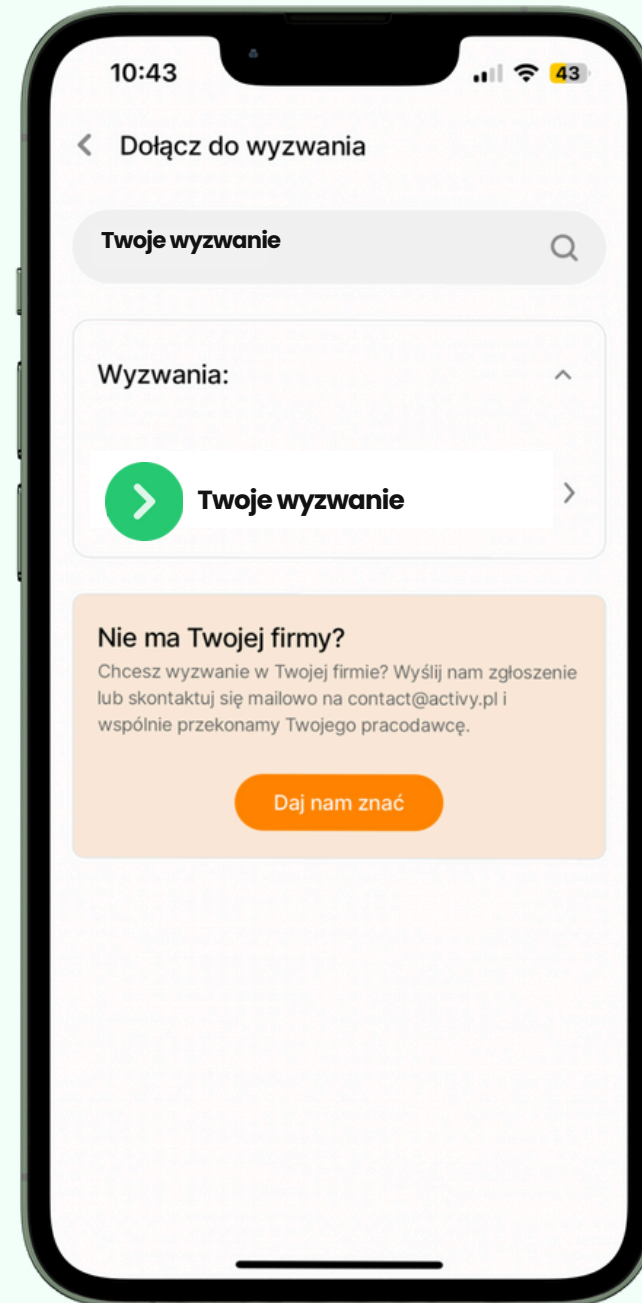 10:43
43
Dołącz do wyzwania
Twoje wyzwanie
Wyzwania:
Twoje wyzwanie
Nie ma Twojej firmy?
Chcesz wyzwanie w Twojej firmie? Wyślij nam zgłoszenie
lub skontaktuj się mailowo na contact@activy.pl i
wspólnie przekonamy Twojego pracodawcę.
Daj nam znać